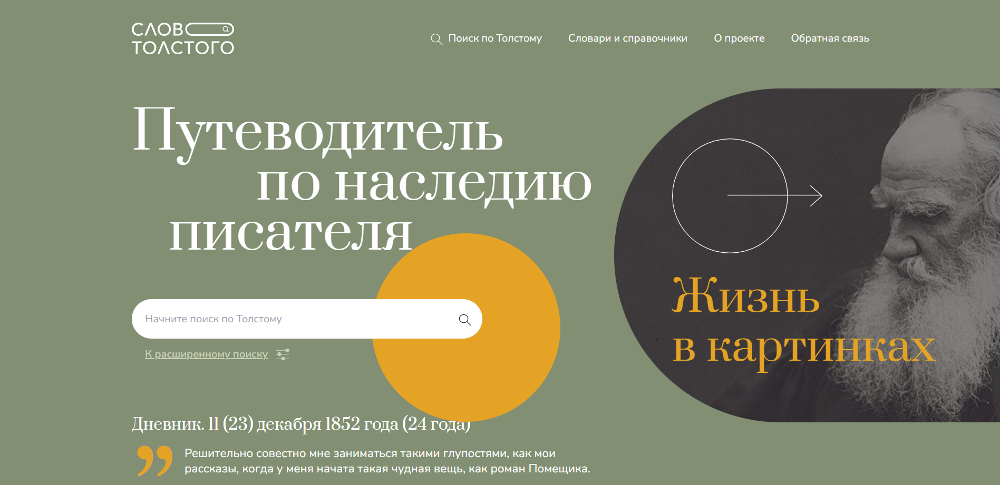 СЛОВО
ТОЛСТОГО
Поиск по Толстому
Словари и справочники
О проекте
Обратная связь
Путеводитель
по наследию
писателя
Жизнь
в картинках
Начните поиск по Толстому
К расширенному поиску
Дневник. 11 (23) декабря 1852 года (24 года)
Решительно совестно мне заниматься такими глупостями, как мои
рассказы, когда у меня начата такая чудная вещь, как роман Помещика.